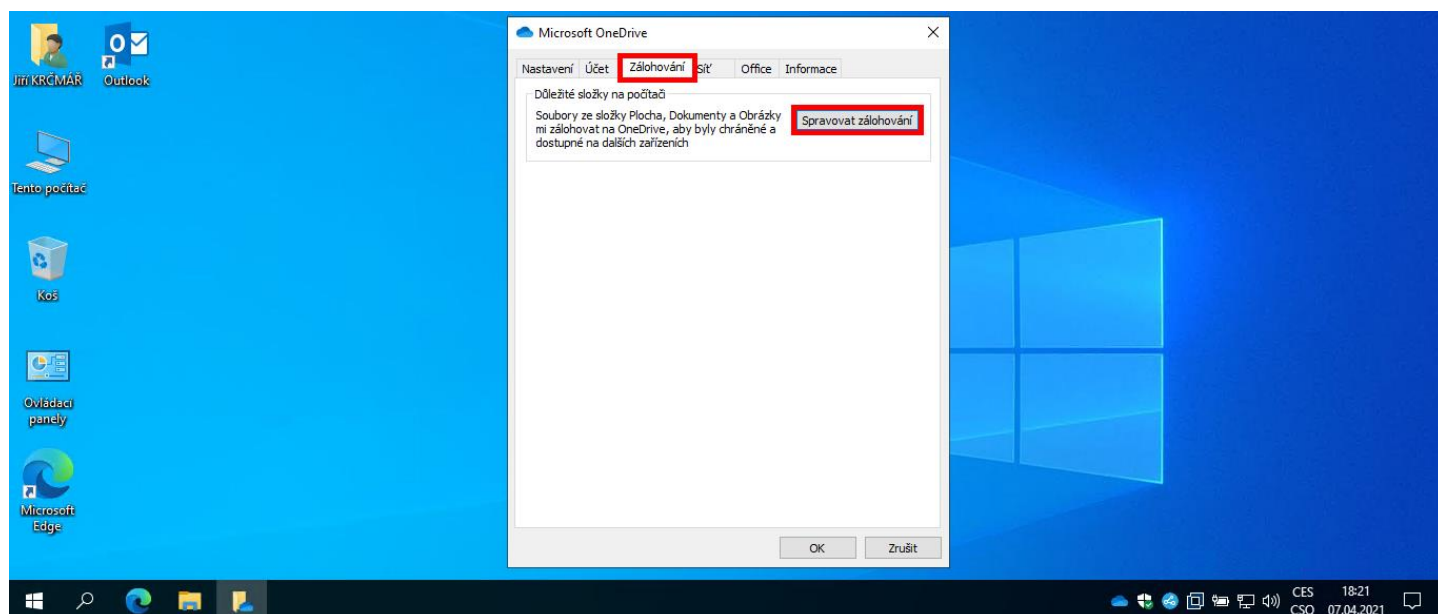 Jiří KRČMÁŘ
Outlook
Tento počítač
Koš
Ovládací
panely
Microsoft
Edge
Microsoft OneDrive
Nastavení Účet Zálohování Síť Office Informace
Důležité složky na počítači
Soubory ze složky Plocha, Dokumenty a Obrázky
mi zálohovat na OneDrive, aby byly chráněné a
dostupné na dalších zařízeních
Spravovat zálohování
OK Zrušit
CES 18:21
CSQ 07.04.2021